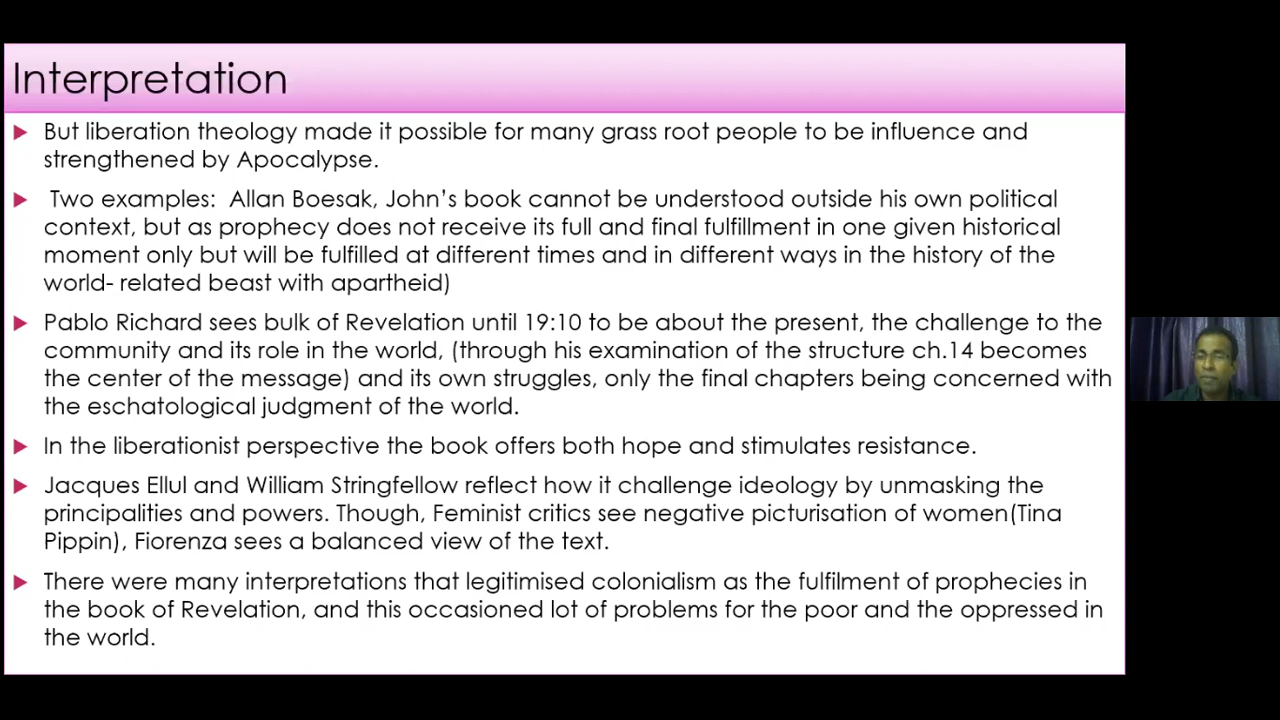 Interpretation
But liberation theology made it possible for many grass root people to be influence and
strengthened by Apocalypse.
Two examples: Allan Boesak, John's book cannot be understood outside his own political
context, but as prophecy does not receive its full and final fulfillment in one given historical
moment only but will be fulfilled at different times and in different ways in the history of the
world- related beast with apartheid)
Pablo Richard sees bulk of Revelation until 19:10 to be about the present, the challenge to the
community and its role in the world, (through his examination of the structure ch.14 becomes
the center of the message) and its own struggles, only the final chapters being concerned with
the eschatological judgment of the world.
In the liberationist perspective the book offers both hope and stimulates resistance.
Jacques Ellul and William Stringfellow reflect how it challenge ideology by unmasking the
principalities and powers. Though, Feminist critics see negative picturisation of women(Tina
Pippin), Fiorenza sees a balanced view of the text.
There were many interpretations that legitimised colonialism as the fulfilment of prophecies in
the book of Revelation, and this occasioned lot of problems for the poor and the oppressed in
the world.